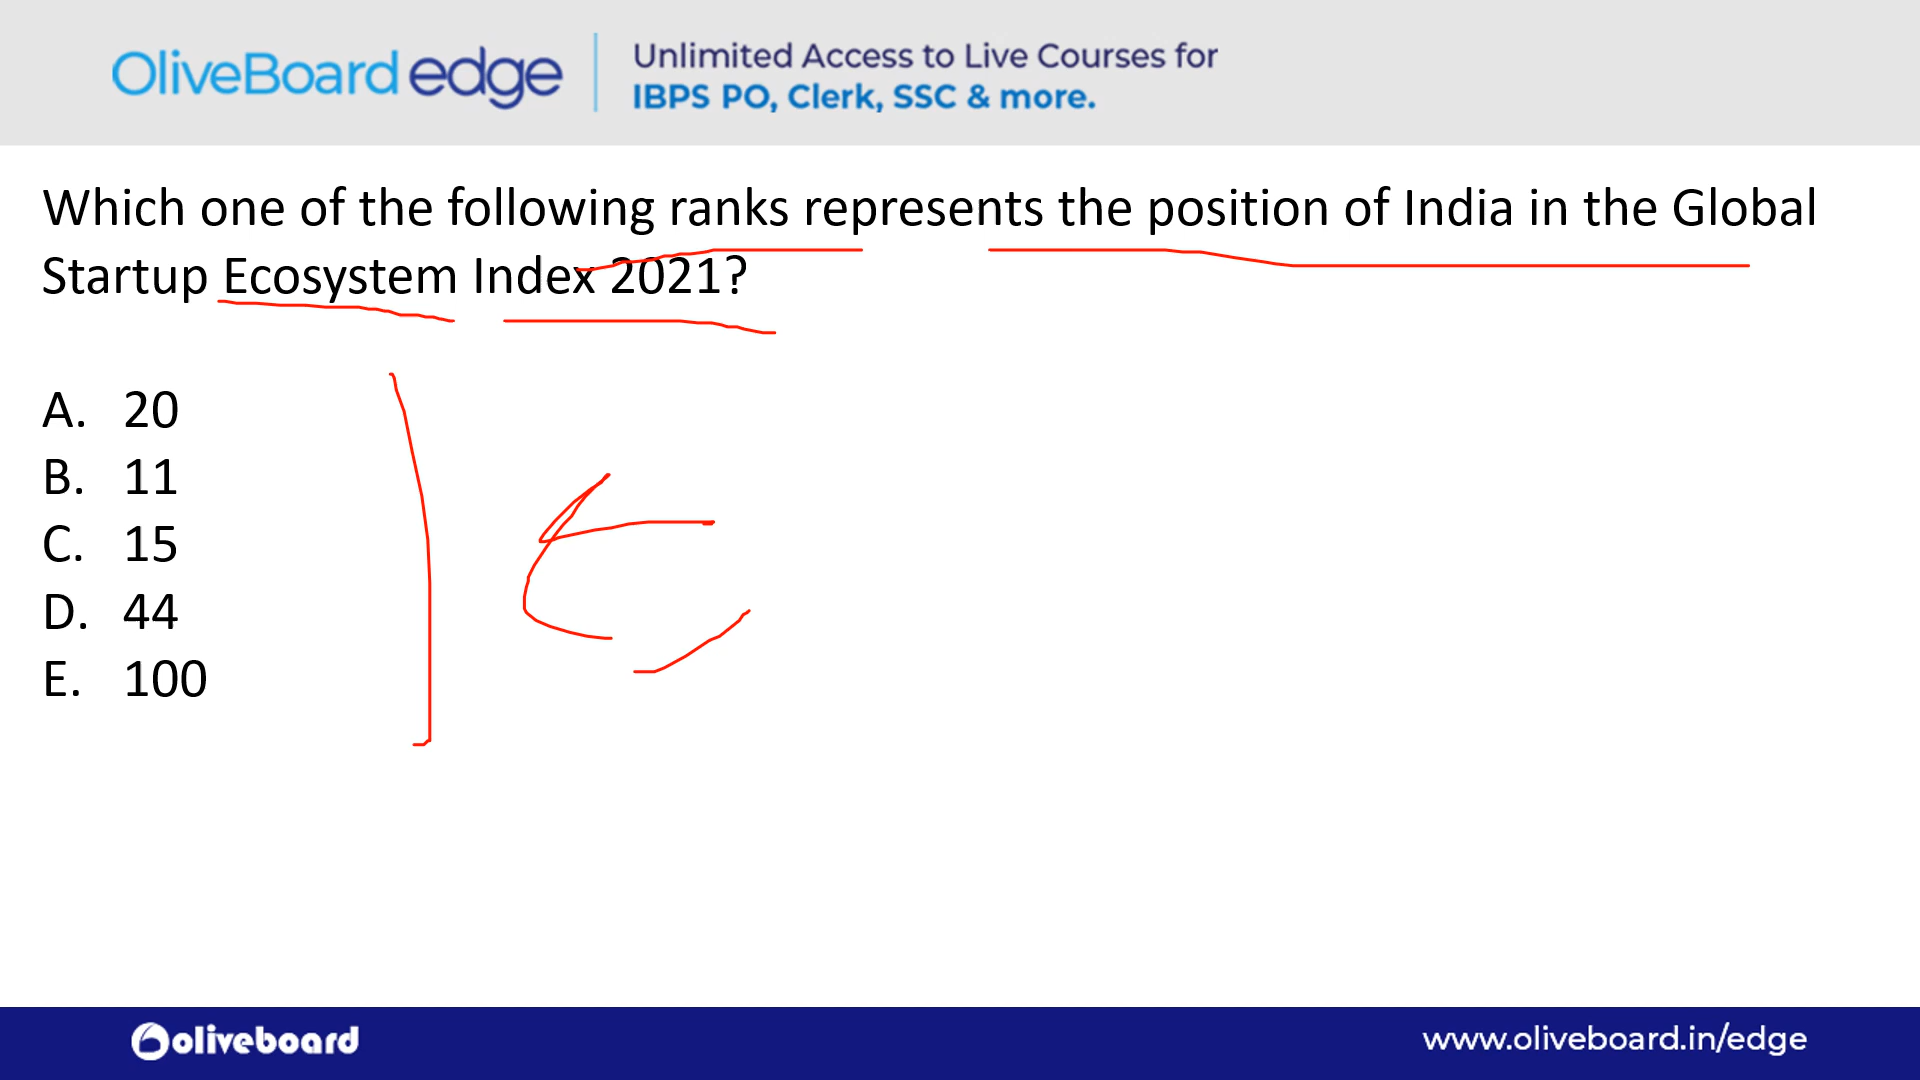 OliveBoard edge
Unlimited Access to Live Courses for
IBPS PO, Clerk, SSC & more.
Which one of the following ranks represents the position of India in the Global
Startup Ecosystem Index 2021?
A. 20
B. 11
C. 15
D. 44
E. 100
oliveboard
www.oliveboard.in/edge